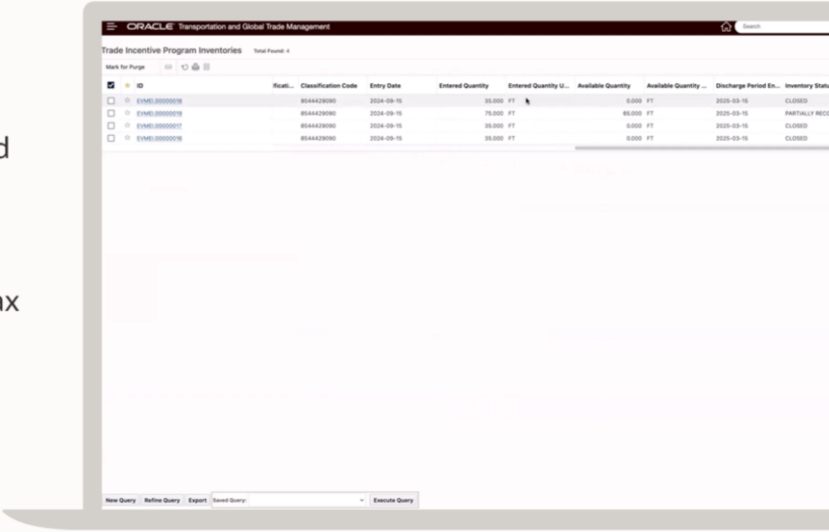 d
ax
ORACLE Transportation and Global Trade Management
Search
Trade Incentive Program Inventories Total Found: 4
Mark for Purge
ID ficati... Classification Code Entry Date Entered Quantity Entered Quantity U... Available Quantity Available Quantity ... Discharge Period En... Inventory Statu
EVMEI.00000018 8544429090 2024-09-15 35.000 FT 0.000 FT 2025-03-15 CLOSED
EVMEI.00000019 8544429090 2024-09-15 75.000 FT 65.000 FT 2025-03-15 PARTIALLY RECO
EVMEI.00000017 8544429090 2024-09-15 35.000 FT 0.000 FT 2025-03-15 CLOSED
EVMEI.00000016 8544429090 2024-09-15 35.000 FT 0.000 FT 2025-03-15 CLOSED
New Query Refine Query Export Saved Query: Execute Query